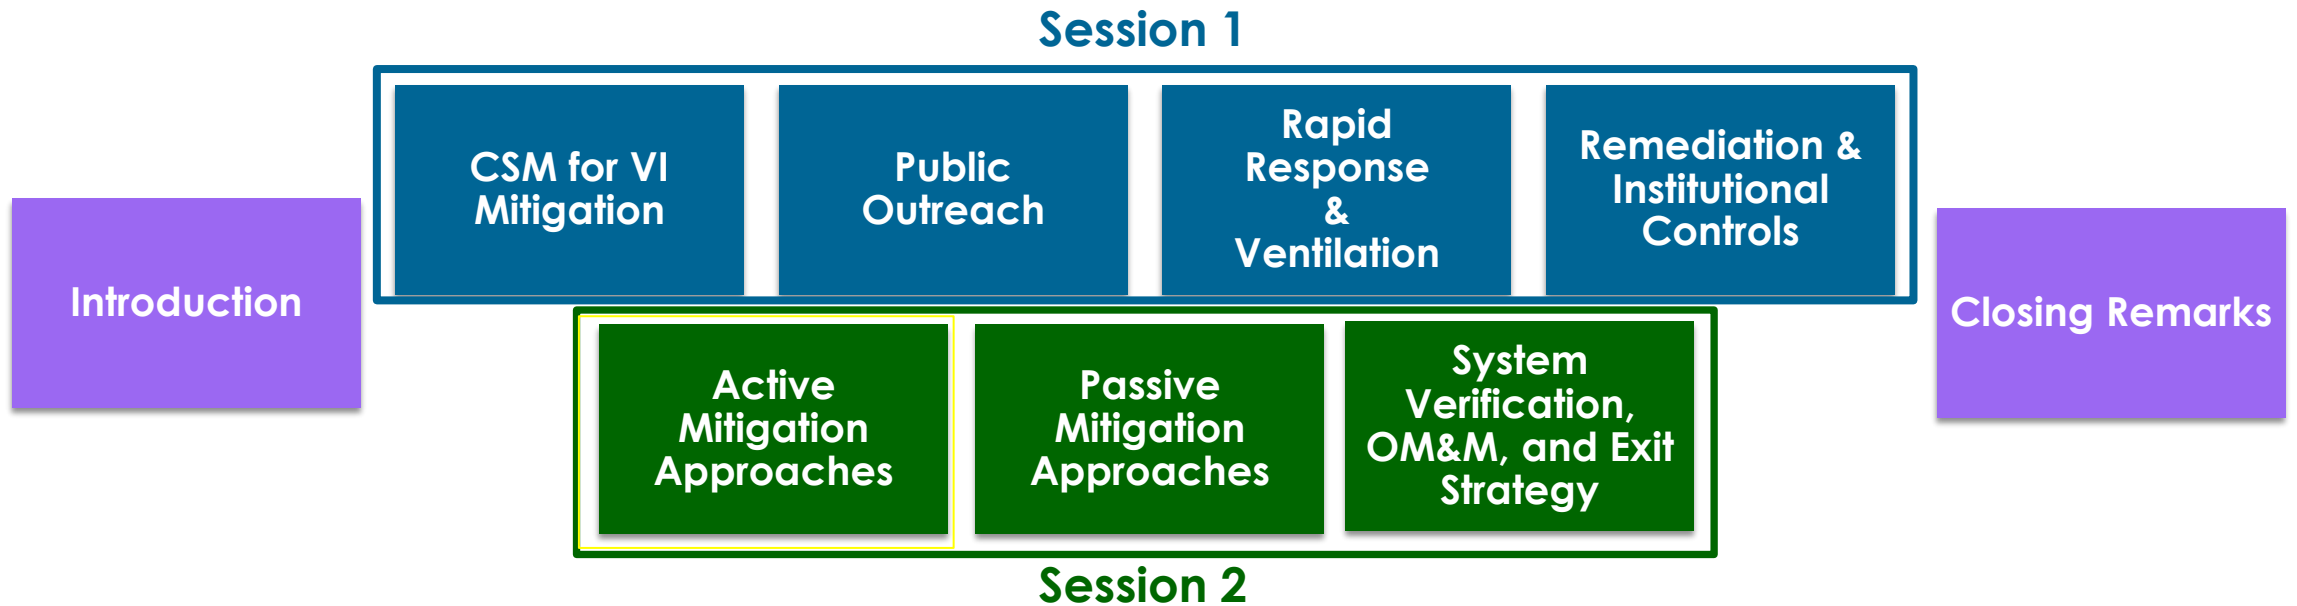 Session 1
Introduction
CSM for VI
Mitigation
Public
Outreach
Rapid
Response
&
Ventilation
Remediation &
Institutional
Controls
Active
Mitigation
Approaches
Passive
Mitigation
Approaches
System
Verification,
OM&M, and Exit
Strategy
Session 2
Closing Remarks